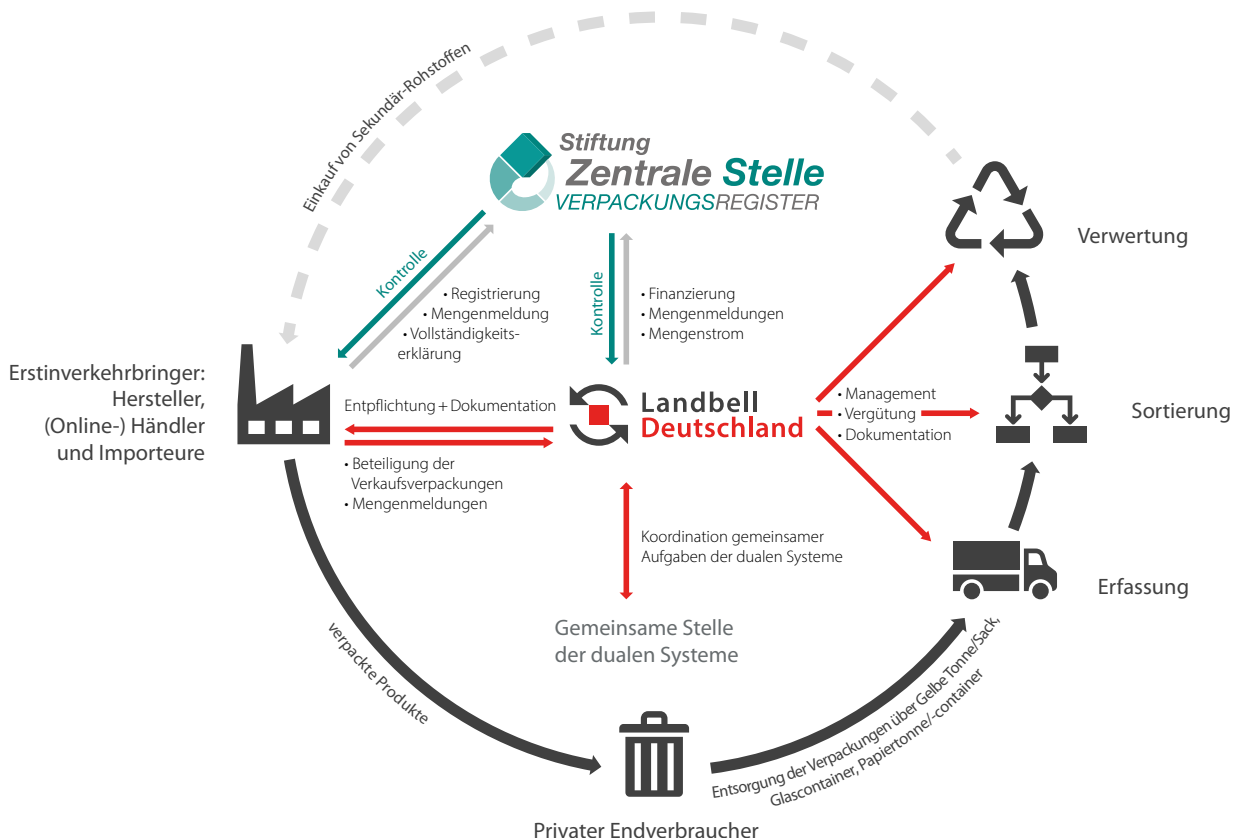 Einkauf von Sekundär-Rohstoffen
Stiftung
Zentrale Stelle
VERPACKUNGSREGISTER
Verwertung
Kontrolle
• Registrierung
• Mengenmeldung
• Vollständigkeits-
erklärung
Kontrolle
• Finanzierung
• Mengenmeldungen
• Mengenstrom
Erstinverkehrbringer:
Hersteller,
(Online-) Händler
und Importeure
Entpflichtung + Dokumentation
• Beteiligung der
Verkaufsverpackungen
• Mengenmeldungen
Landbell
Deutschland
• Management
• Vergütung
• Dokumentation
Sortierung
Koordination gemeinsamer
Aufgaben der dualen Systeme
Erfassung
Gemeinsame Stelle
der dualen Systeme
verpackte Produkte
Entsorgung der Verpackungen über Gelbe Tonne/Sack,
Glascontainer, Papiertonne/-container
Privater Endverbraucher